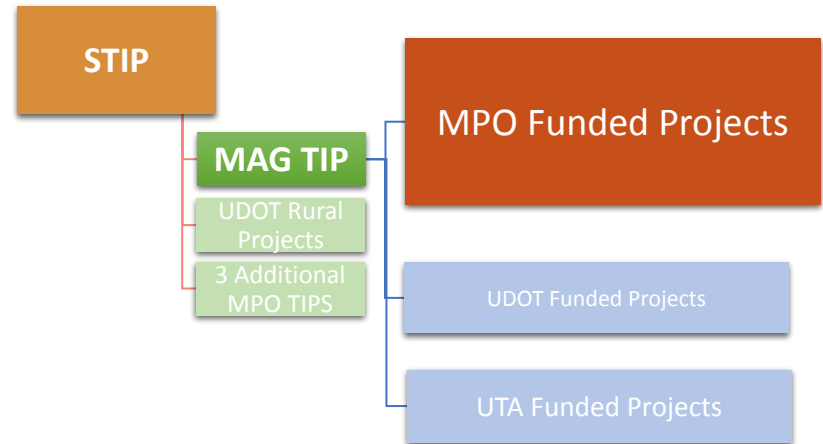 STIP
MPO Funded Projects
MAG TIP
UDOT Rural
Projects
3 Additional
MPO TIPS
UDOT Funded Projects
UTA Funded Projects